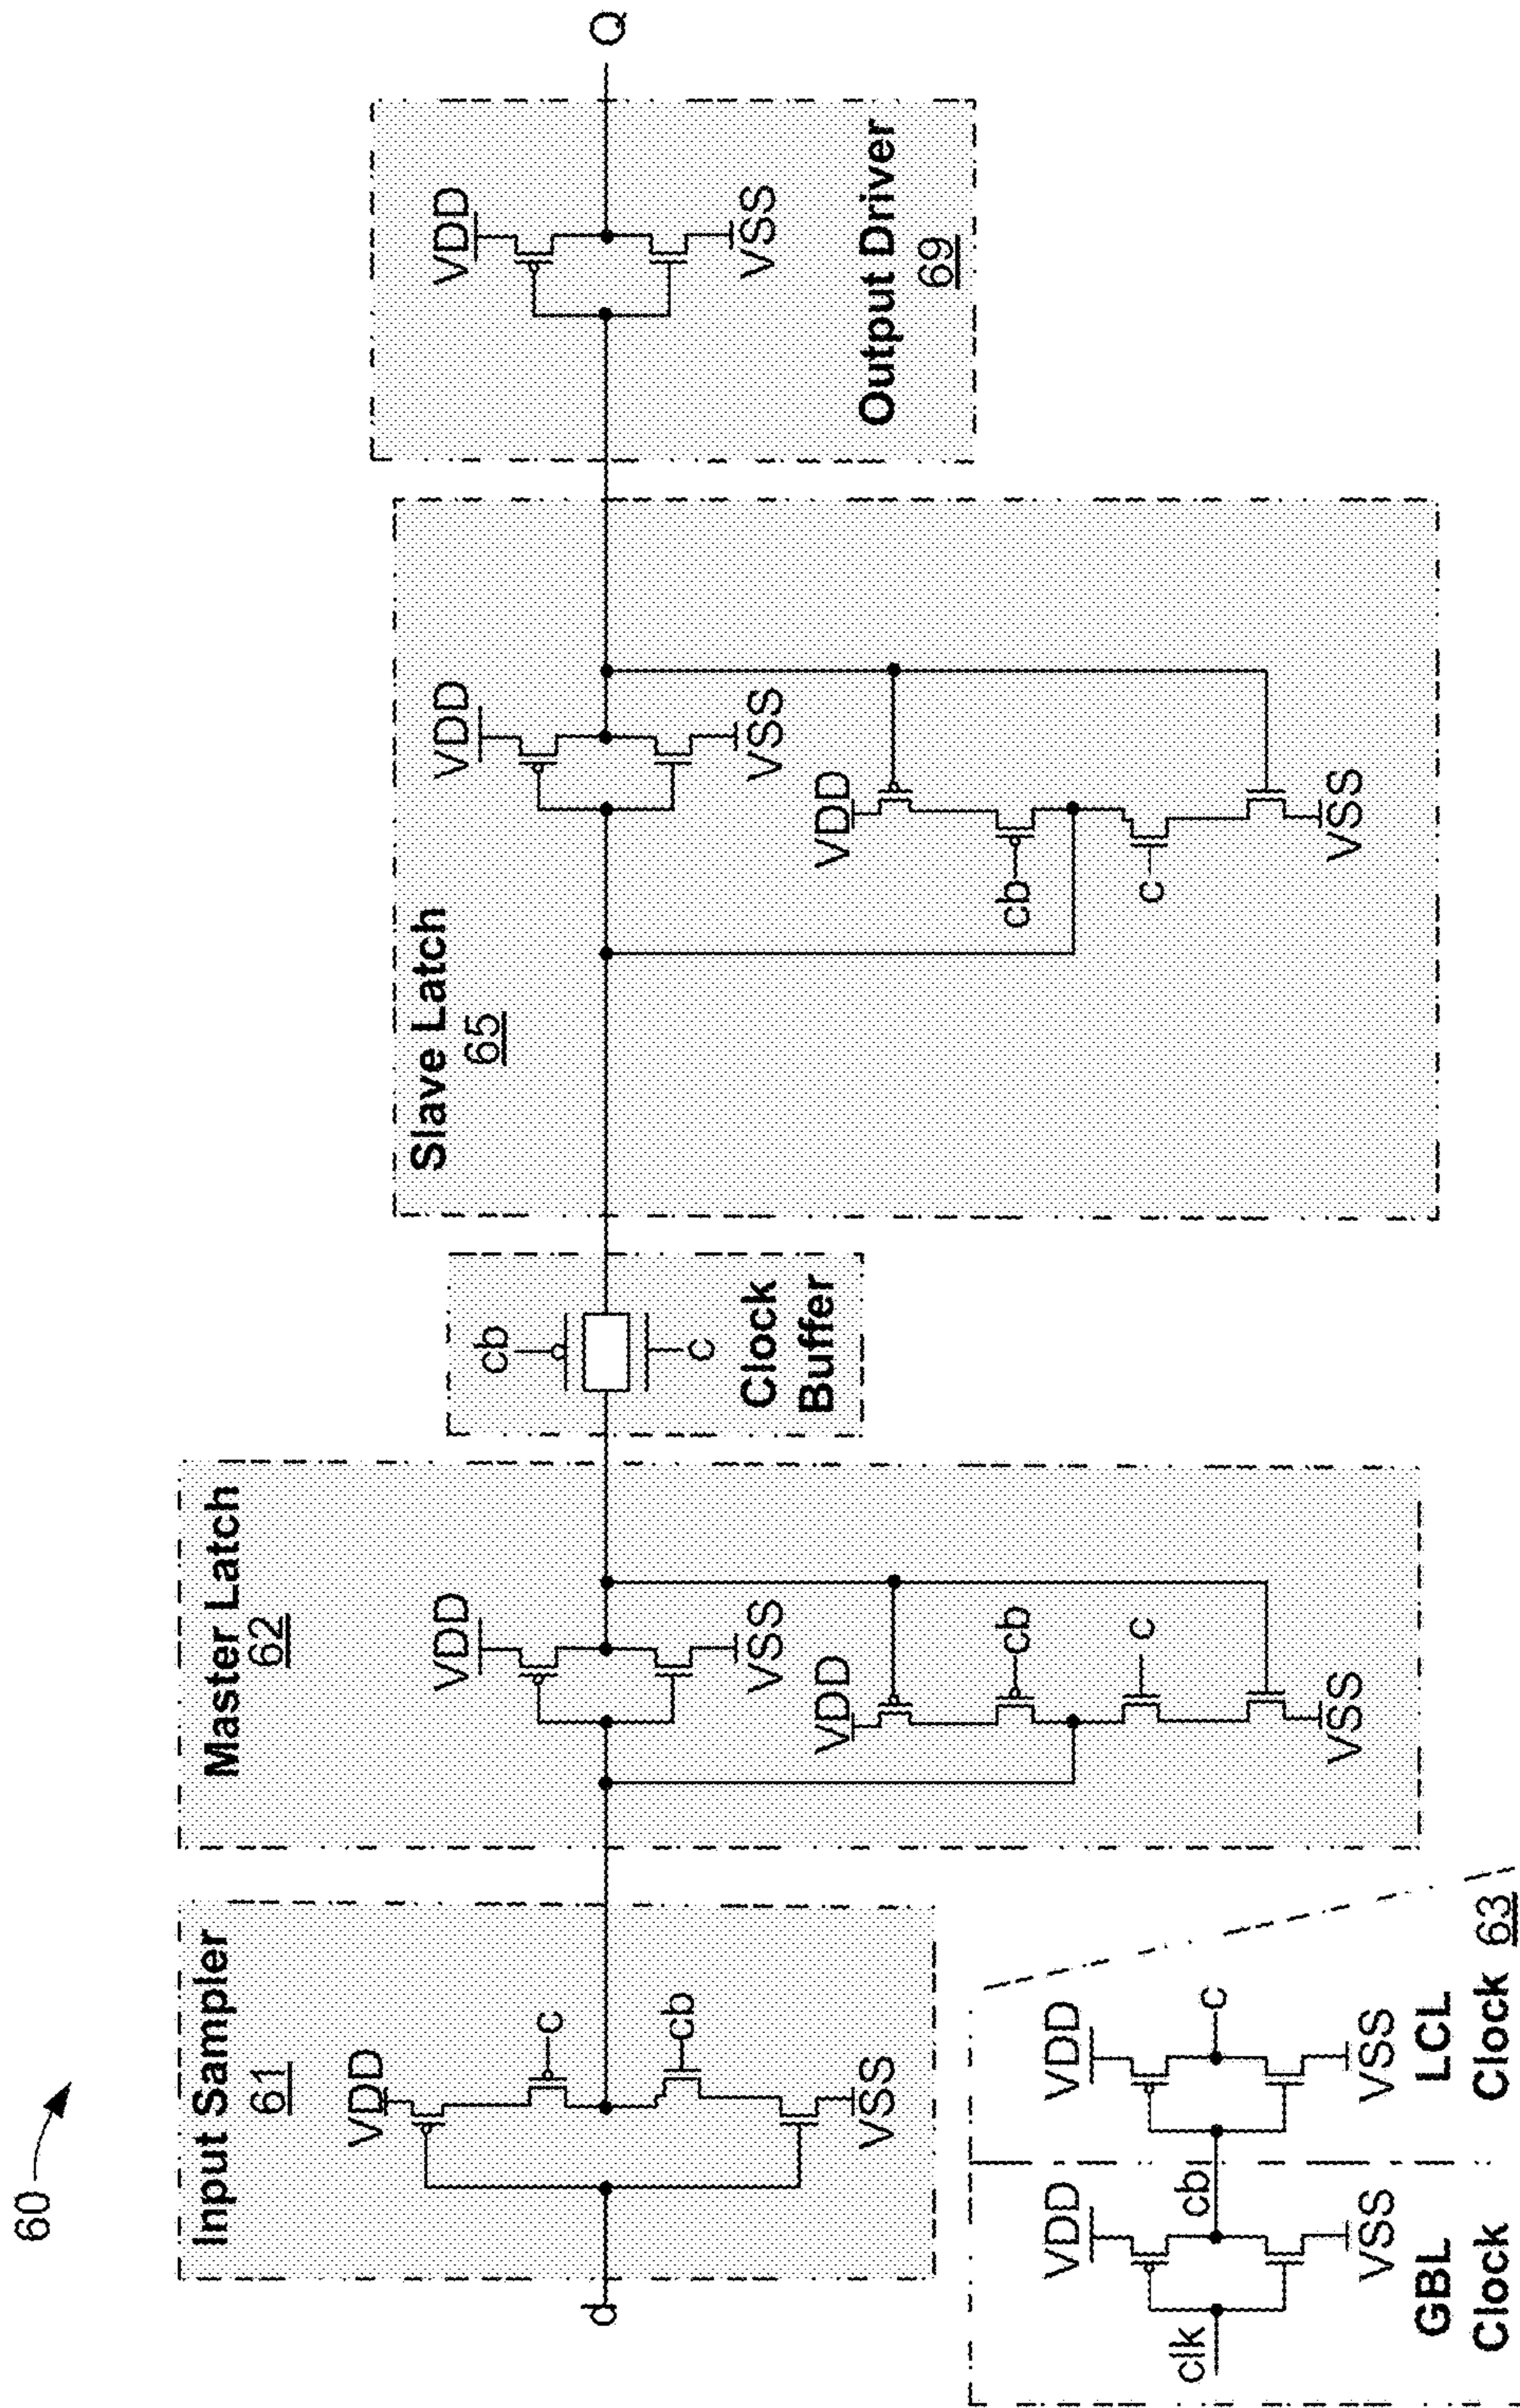 60
Input Sampler
61
VDD
c
cb
VSS
d
Master Latch
62
VDD
VSS
VDD
cb
c
VSS
cb
c
Clock
Buffer
Slave Latch
65
VDD
VSS
VDD
cb
c
VSS
VDD
VSS
Output Driver
69
Q
clk
VDD
cb
VSS
GBL
Clock
VDD
c
VSS
LCL
Clock 63